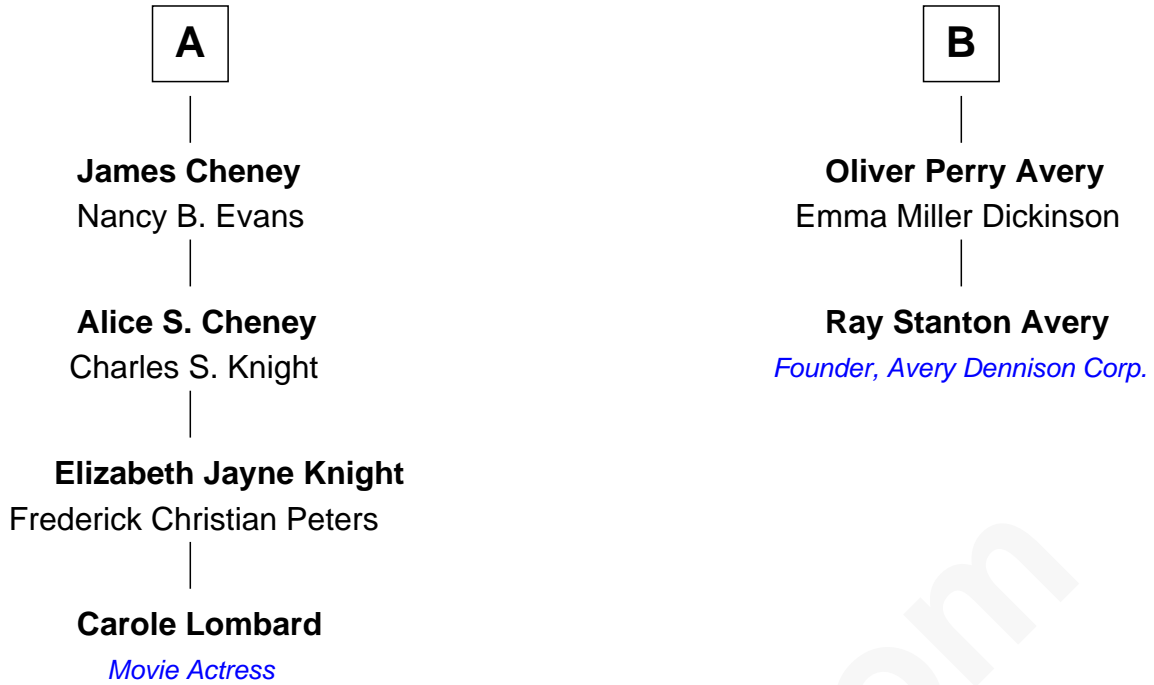 A
James Cheney
Nancy B. Evans
Alice S. Cheney
Charles S. Knight
Elizabeth Jayne Knight
Frederick Christian Peters
Carole Lombard
Movie Actress
B
Oliver Perry Avery
Emma Miller Dickinson
Ray Stanton Avery
Founder, Avery Dennison Corp.
om